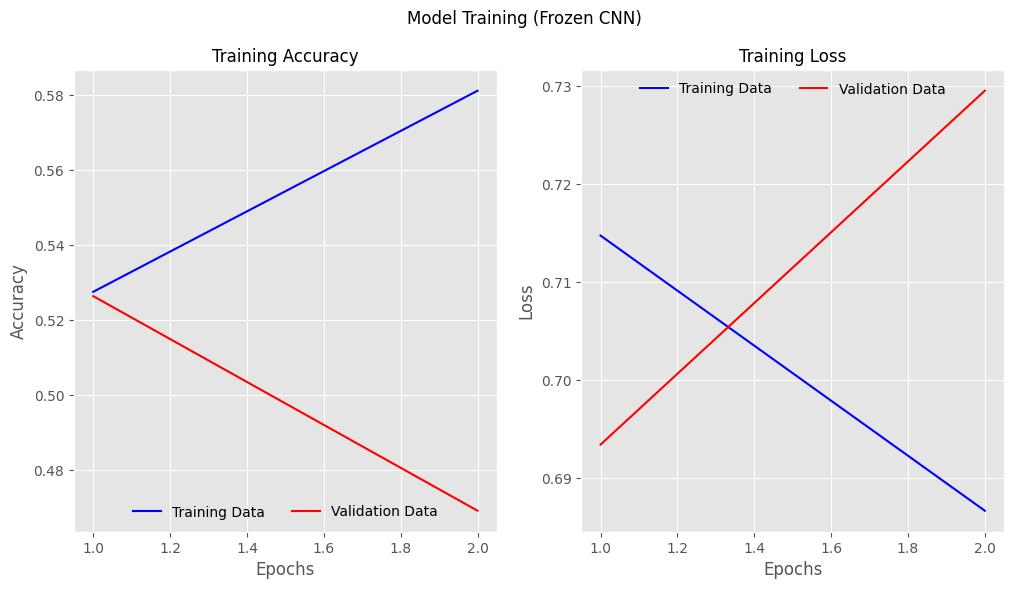 Model Training (Frozen CNN)
Training Accuracy
0.58
0.56
0.54
0.52
0.50
0.48
Accuracy
Training Data
Validation Data
1.0
1.2
1.4
1.6
1.8
2.0
Epochs
Training Loss
0.73
0.72
0.71
0.70
0.69
Loss
Training Data
Validation Data
1.0
1.2
1.4
1.6
1.8
2.0
Epochs